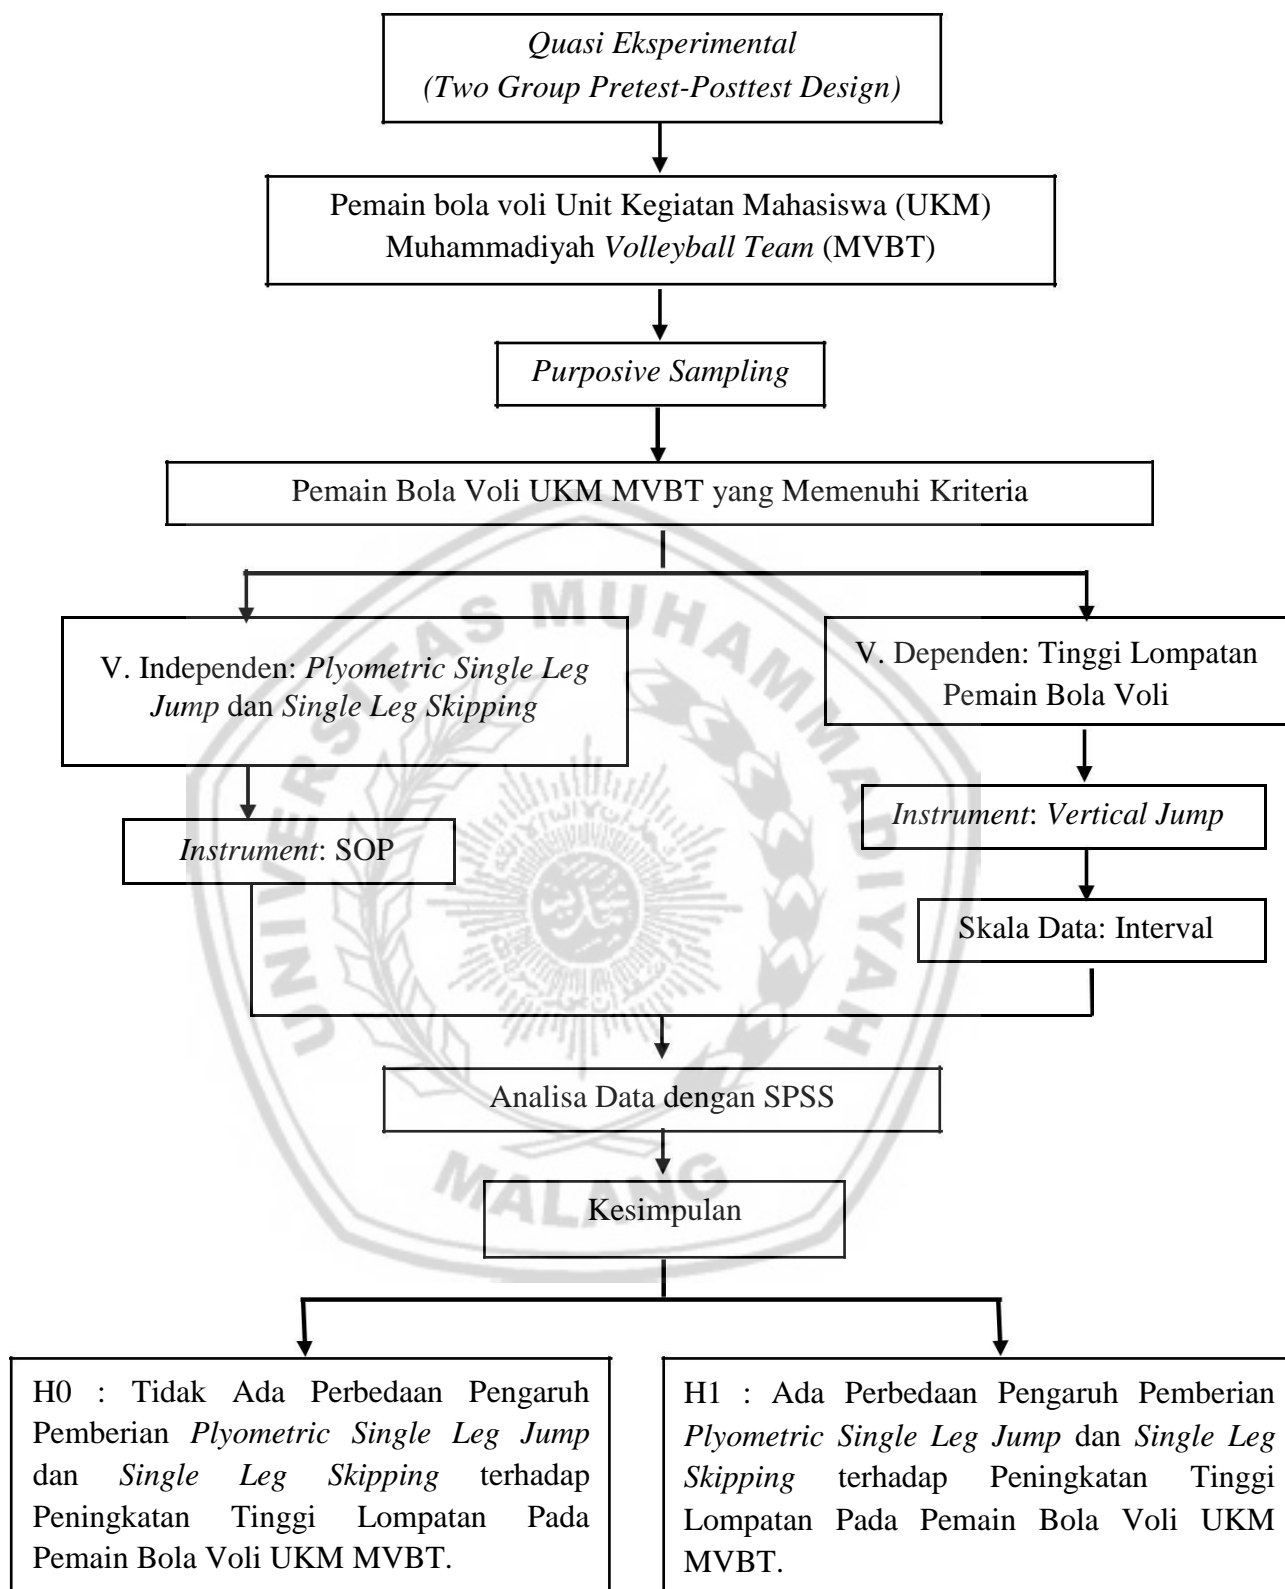 Quasi Eksperimental
(Two Group Pretest-Posttest Design)
Pemain bola voli Unit Kegiatan Mahasiswa (UKM)
Muhammadiyah Volleyball Team (MVBT)
Purposive Sampling
Pemain Bola Voli UKM MVBT yang Memenuhi Kriteria
UNIVERSITAS MUHAMMADIYAH
MALANG
V. Independen: Plyometric Single Leg
Jump dan Single Leg Skipping
V. Dependen: Tinggi Lompatan
Pemain Bola Voli
Instrument: SOP
Instrument: Vertical Jump
Skala Data: Interval
Analisa Data dengan SPSS
Kesimpulan
H0 : Tidak Ada Perbedaan Pengaruh
Pemberian Plyometric Single Leg Jump
dan Single Leg Skipping terhadap
Peningkatan Tinggi Lompatan Pada
Pemain Bola Voli UKM MVBT.
H1 : Ada Perbedaan Pengaruh Pemberian
Plyometric Single Leg Jump dan Single Leg
Skipping terhadap Peningkatan Tinggi
Lompatan Pada Pemain Bola Voli UKM
MVBT.